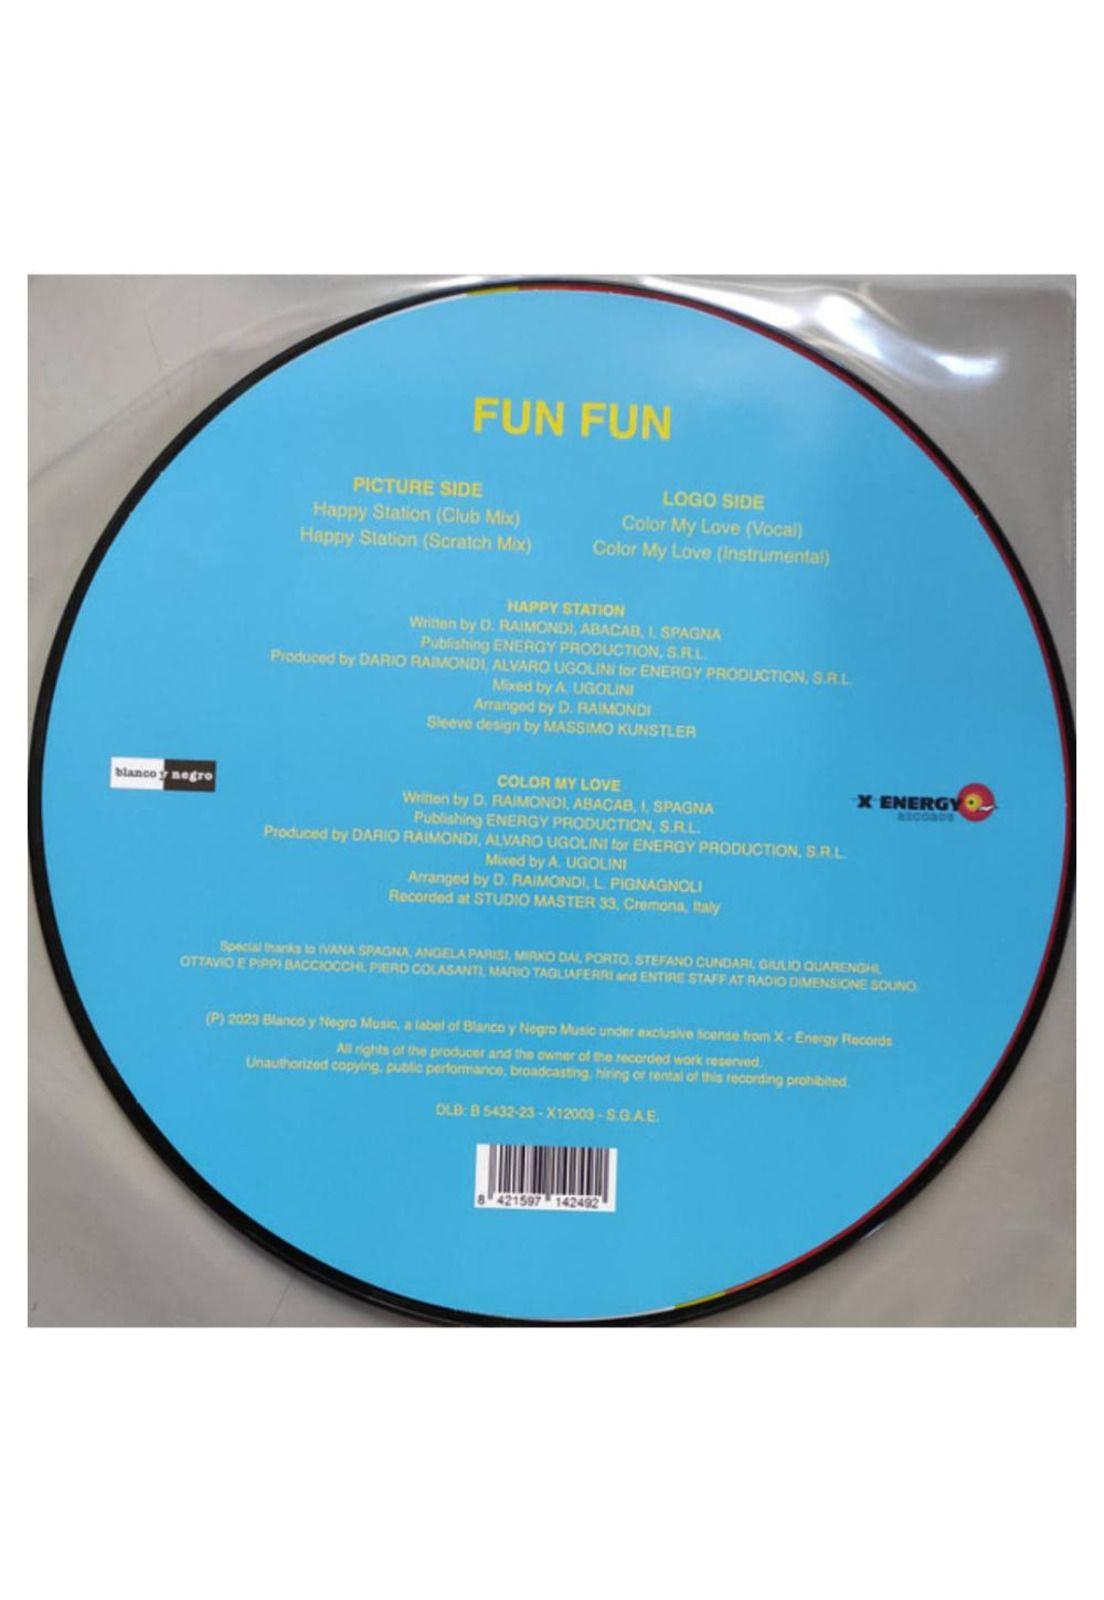 FUN FUN
PICTURE SIDE
Happy Station (Club Mix)
Happy Station (Scratch Mix)
LOGO SIDE
Color My Love (Vocal)
Color My Love (Instrumental)
HAPPY STATION
Written by D. RAIMONDI, ABACAB, I, SPAGNA
Publishing ENERGY PRODUCTION, S.R.L.
Produced by DARIO RAIMONDI, ALVARO UGOLINI for ENERGY PRODUCTION, S.R.L.
Mixed by A. UGOLINI
Arranged by D. RAIMONDI
Sleeve design by MASSIMO KUNSTLER
blanco y negro
X ENERGY
RECORDS
COLOR MY LOVE
Written by D. RAIMONDI, ABACAB, I, SPAGNA
Publishing ENERGY PRODUCTION, S.R.L.
Produced by DARIO RAIMONDI, ALVARO UGOLINI for ENERGY PRODUCTION, S.R.L.
Mixed by A. UGOLINI
Arranged by D. RAIMONDI, L. PIGNAGNOLI
Recorded at STUDIO MASTER 33, Cremona, Italy
Special thanks to IVANA SPAGNA, ANGELA PARISI, MIRKO DAL PORTO, STEFANO CUNDARI, GIULIO QUARENGHI,
OTTAVIO E PIPPI BACCIOCCHI, PIERO COLASANTI, MARIO TAGLIAFERRI and ENTIRE STAFF AT RADIO DIMENSIONE SOUNO.
(P) 2023 Blanco y Negro Music, a label of Blanco y Negro Music under exclusive license from X - Energy Records
All rights of the producer and the owner of the recorded work reserved.
Unauthorized copying, public performance, broadcasting, hiring or rental of this recording prohibited.
DLB: B 5432-23 - X12003 - S.G.A.E.
8 421597 142492